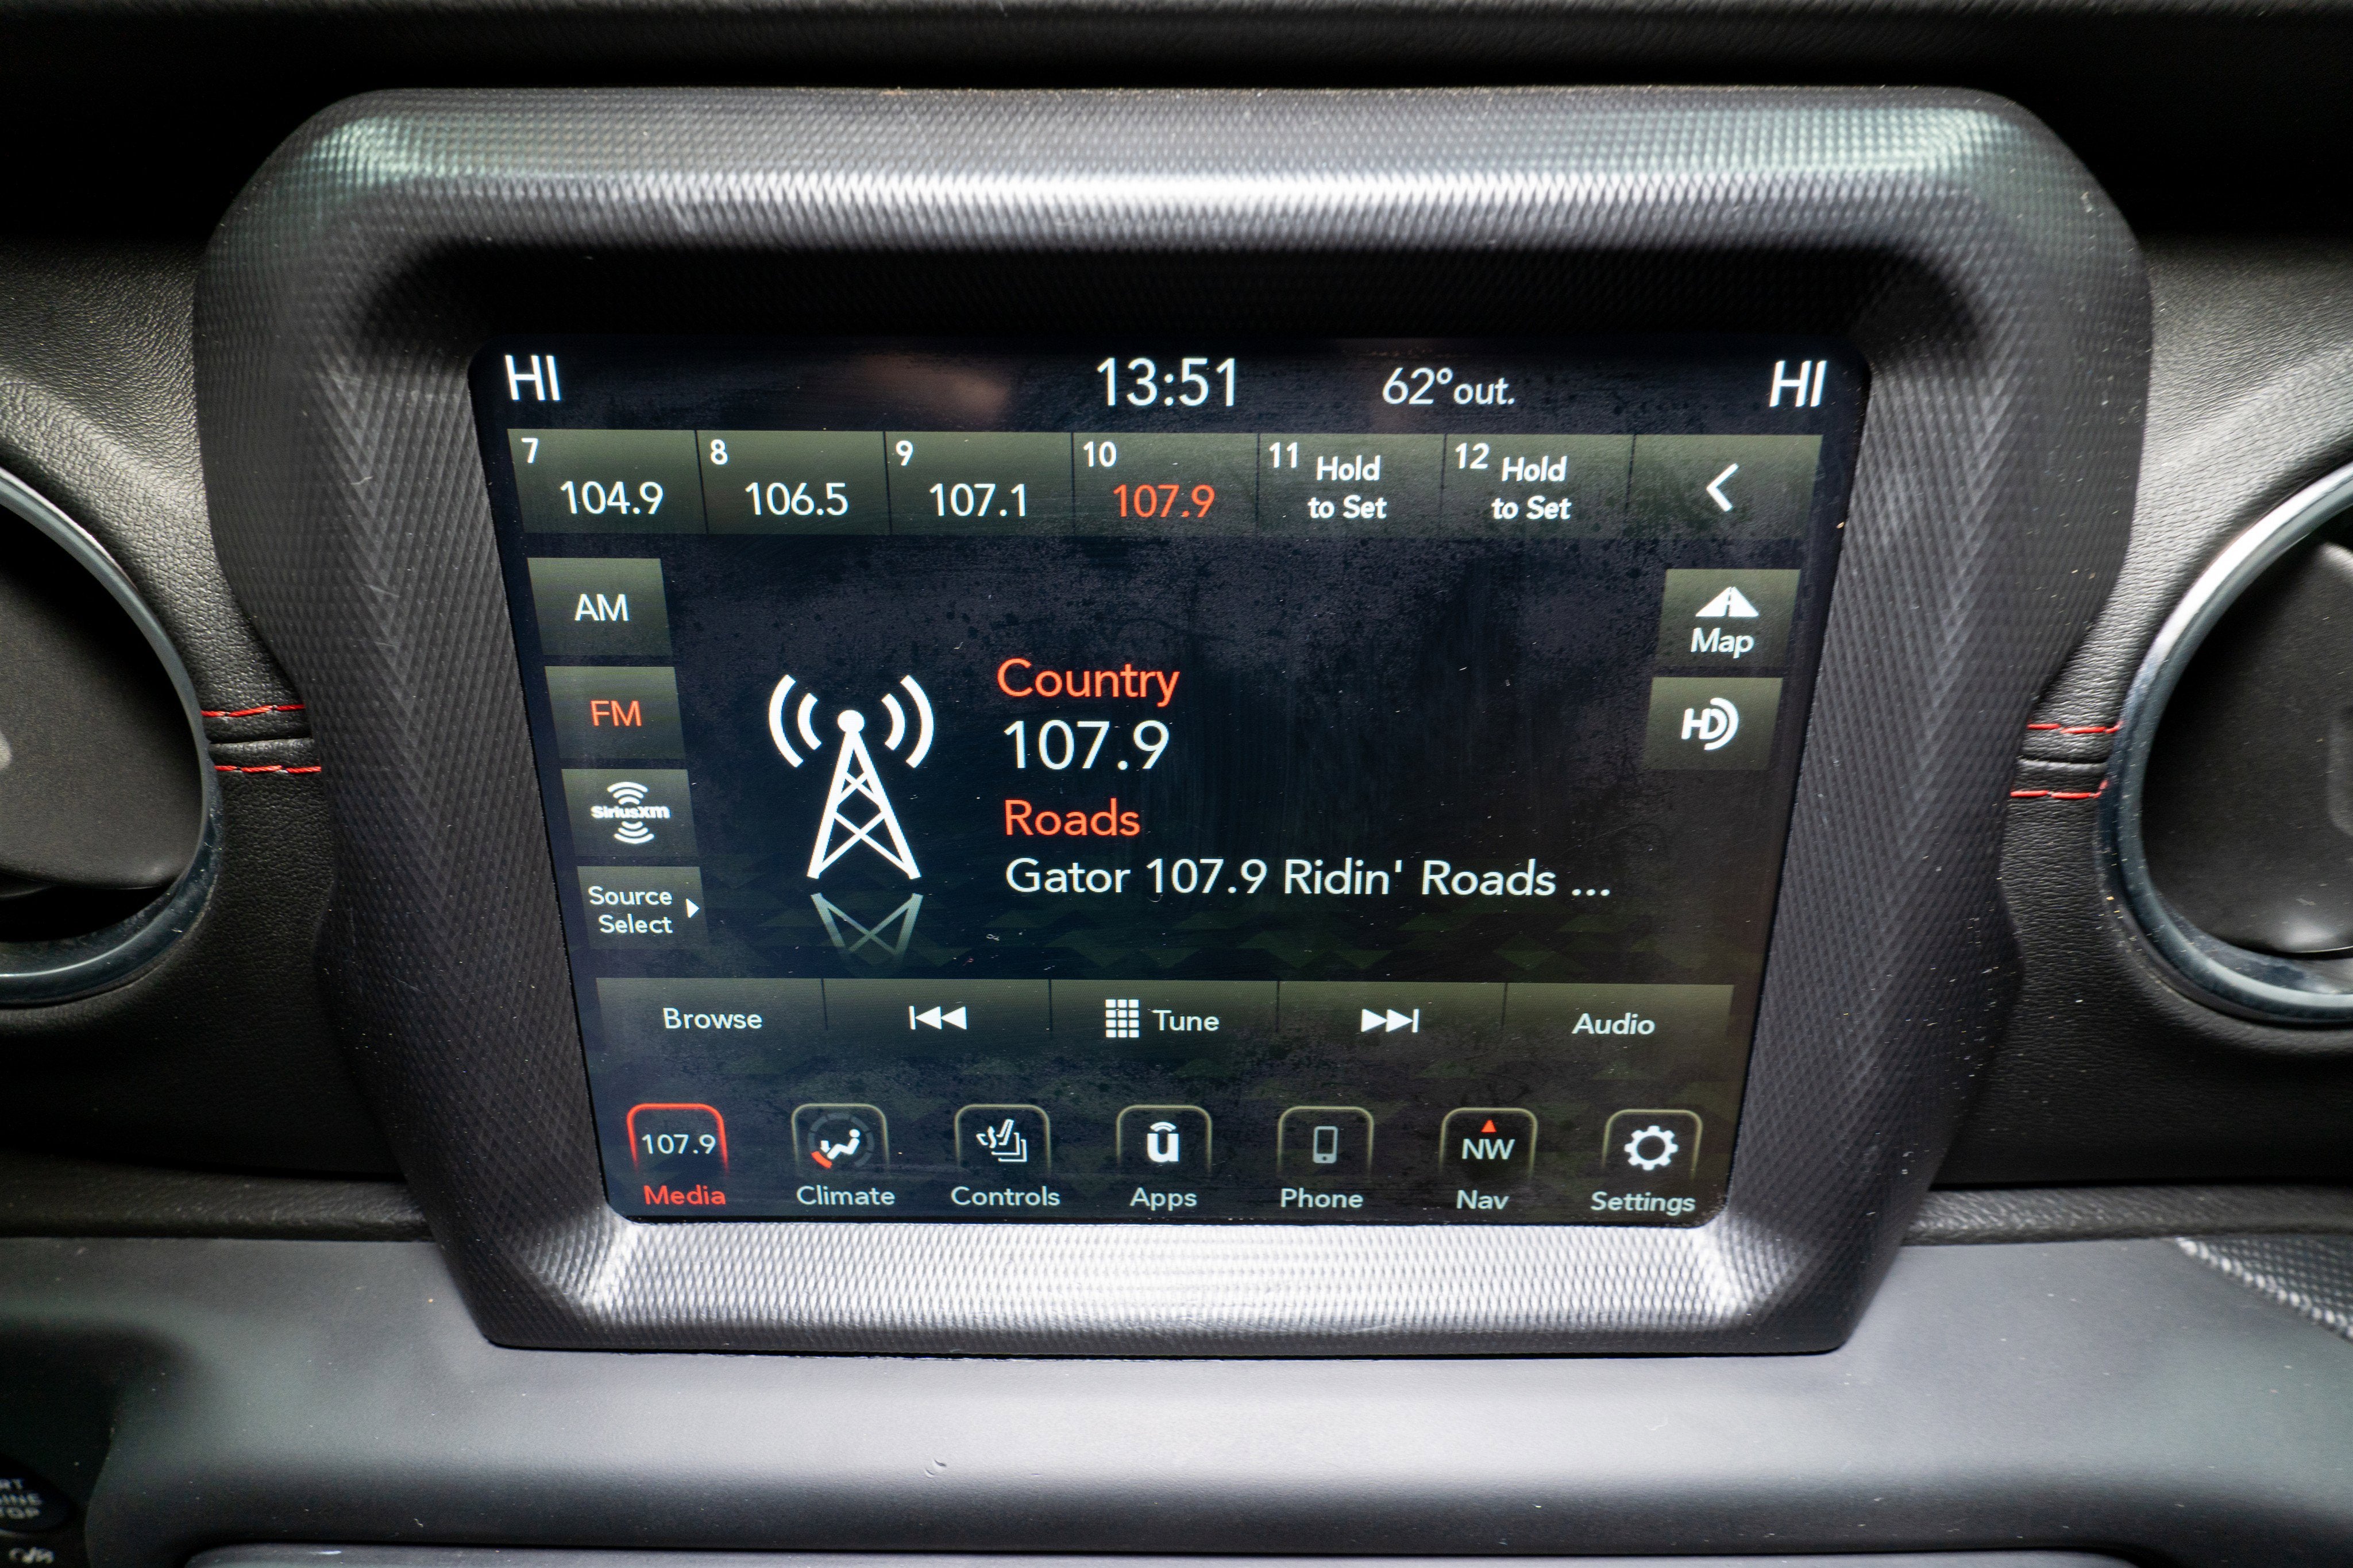 HI 13:51 62°out. HI
7 104.9
8 106.5
9 107.1
10 107.9
11 Hold
to Set
12 Hold
to Set
AM
FM
SiriusXM
Source
Select
Country
107.9
Roads
Gator 107.9 Ridin' Roads ...
Map
HD
Browse Tune Audio
107.9
Media
Climate
Controls
u
Apps
Phone
NW
Nav
Settings